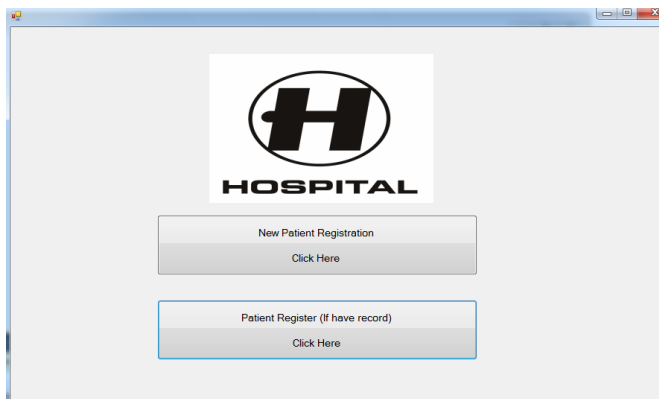 H
HOSPITAL
New Patient Registration
Click Here
Patient Register (If have record)
Click Here